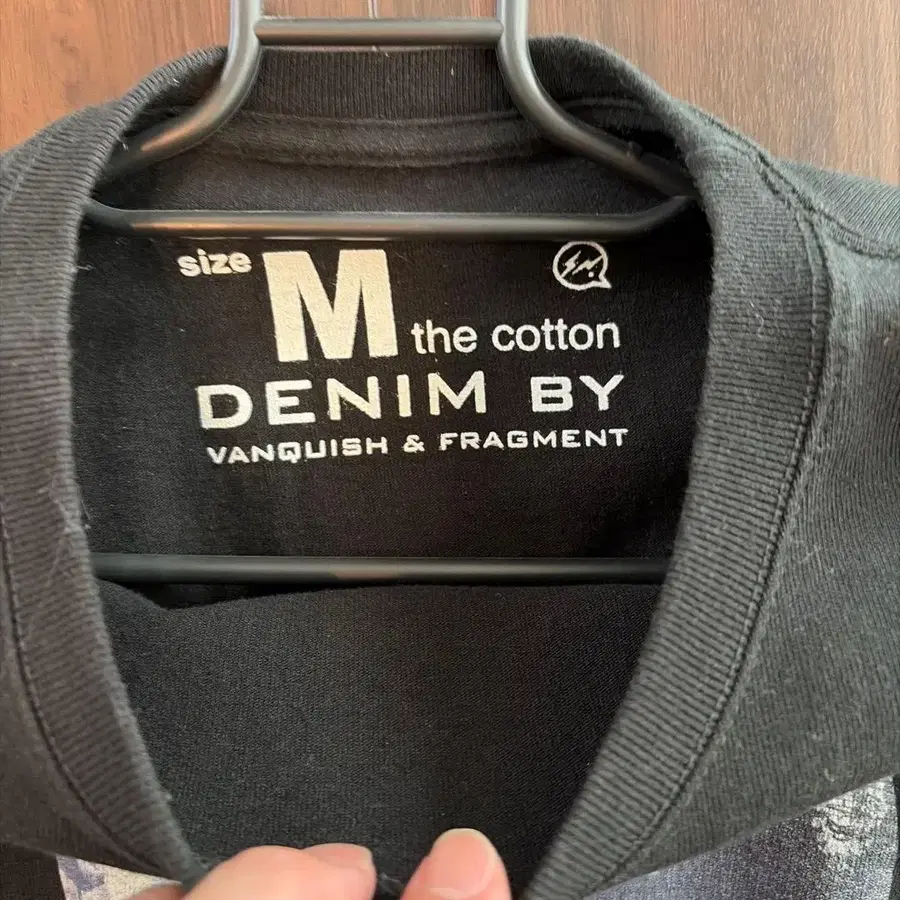 size M
the cotton
DENIM BY
VANQUISH & FRAGMENT